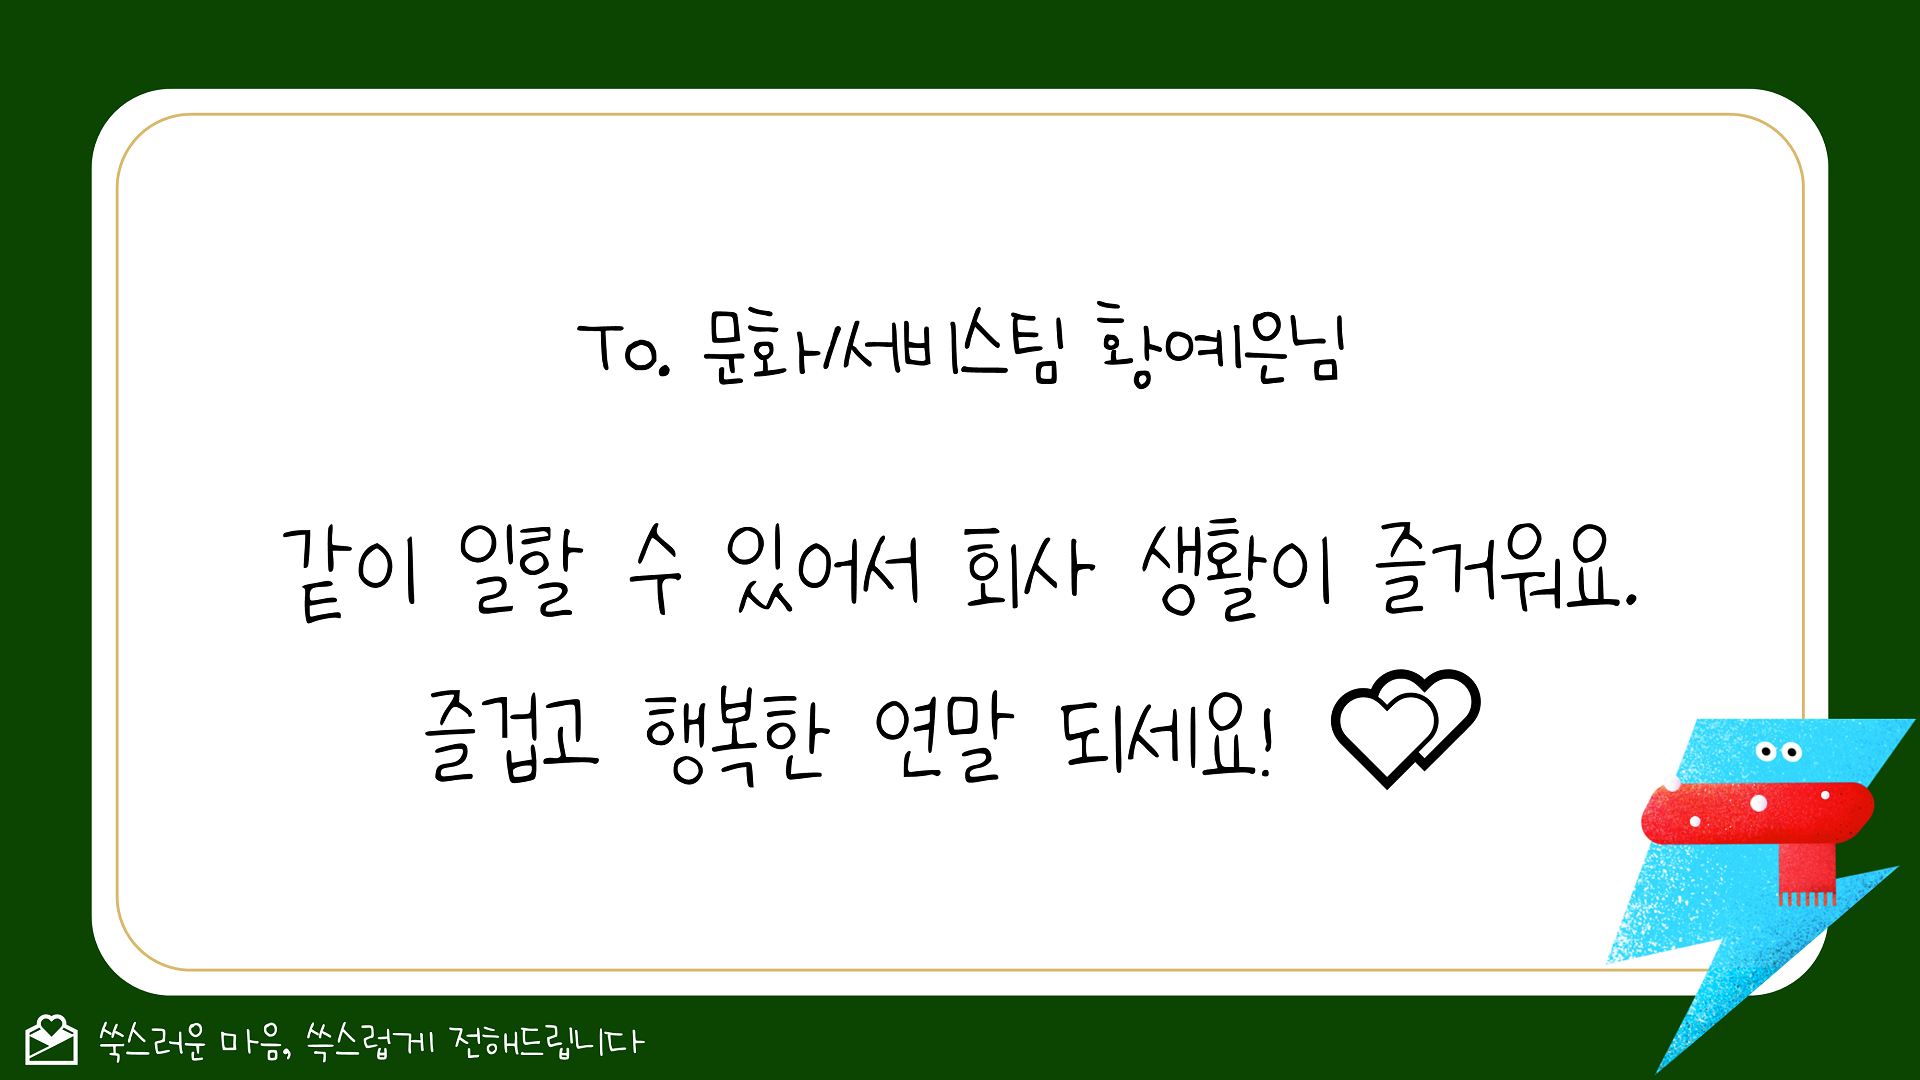 To. 문화/서비스팀 황예은님
같이 일할 수 있어서 회사 생활이 즐거워요.
즐겁고 행복한 연말 되세요!
쑥스러운 마음, 쓱스럽게 전해드립니다